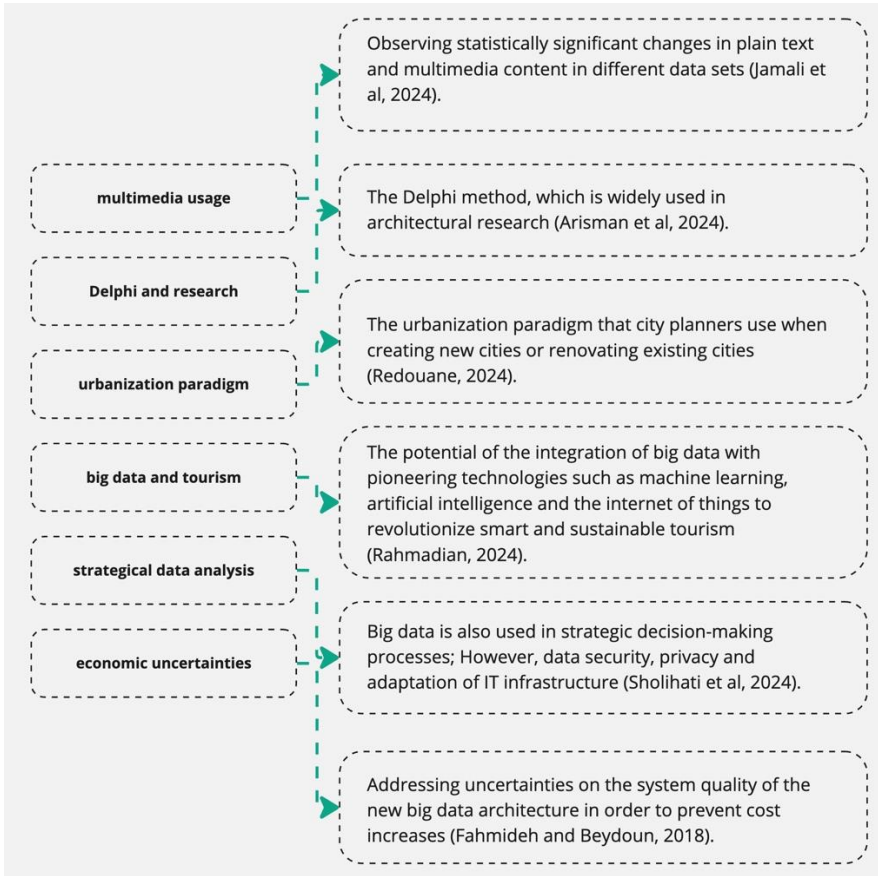 multimedia usage
Delphi and research
urbanization paradigm
big data and tourism
strategical data analysis
economic uncertainties
Observing statistically significant changes in plain text
and multimedia content in different data sets (Jamali et
al, 2024).
The Delphi method, which is widely used in
architectural research (Arisman et al, 2024).
The urbanization paradigm that city planners use when
creating new cities or renovating existing cities
(Redouane, 2024).
The potential of the integration of big data with
pioneering technologies such as machine learning,
artificial intelligence and the internet of things to
revolutionize smart and sustainable tourism
(Rahmadian, 2024).
Big data is also used in strategic decision-making
processes; However, data security, privacy and
adaptation of IT infrastructure (Sholihati et al, 2024).
Addressing uncertainties on the system quality of the
new big data architecture in order to prevent cost
increases (Fahmideh and Beydoun, 2018).